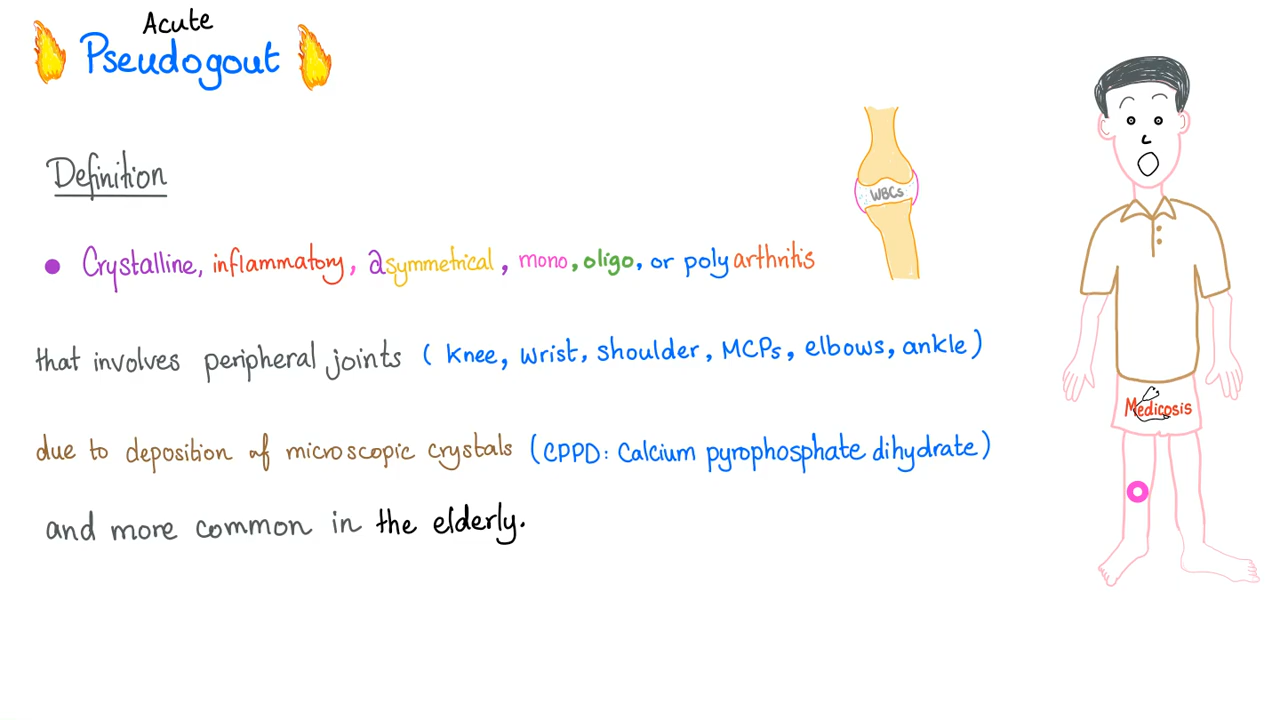 Acute
Pseudogout
Definition
WBCs
Crystalline, inflammatory, asymmetrical, mono, oligo, or polyarthritis
that involves peripheral joints (knee, wrist, shoulder, MCPs, elbows, ankle)
due to deposition of microscopic crystals (CPPD: Calcium pyrophosphate dihydrate)
and more common in the elderly.
Medicosis